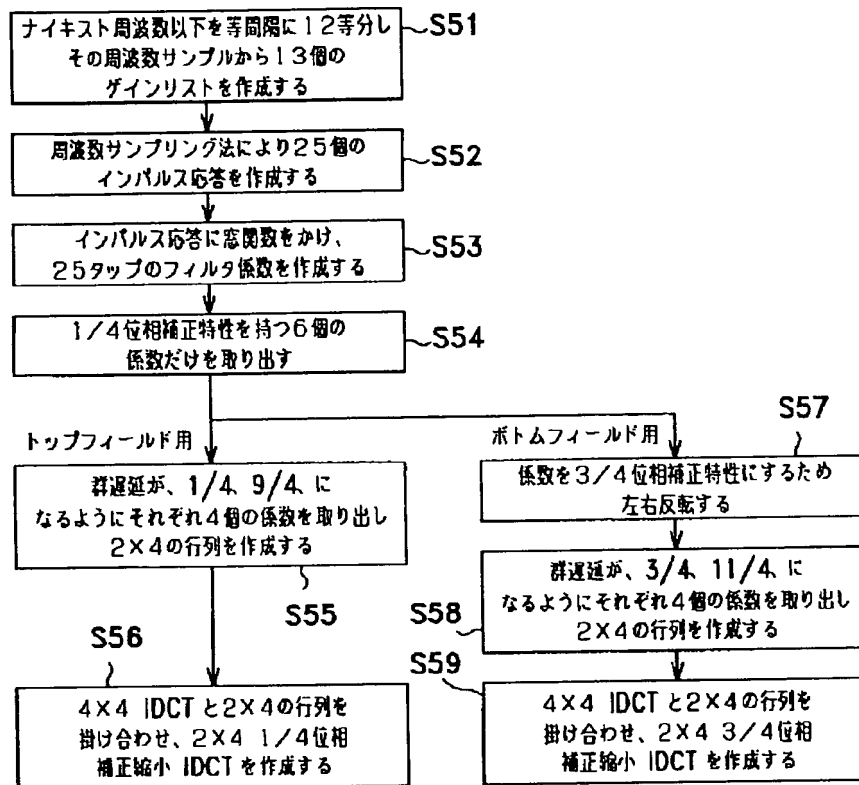 ナイキスト周波数以下を等間隔に12等分し
その周波数サンプルから13個の
ゲインリストを作成する
S51
周波数サンプリング法により25個の
インパルス応答を作成する
S52
インパルス応答に窓関数をかけ、
25タップのフィルタ係数を作成する
S53
1/4位相補正特性を持つ6個の
係数だけを取り出す
S54
トップフィールド用
群遅延が、1/4、9/4、に
なるようにそれぞれ4個の係数を取り出し
2×4の行列を作成する
S55
S56
4×4 IDCTと2×4の行列を
掛け合わせ、2×4 1/4位相
補正縮小 IDCTを作成する
ボトムフィールド用
S57
係数を3/4位相補正特性にするため
左右反転する
群遅延が、3/4、11/4、に
なるようにそれぞれ4個の係数を取り出し
2×4の行列を作成する
S58
S59
4×4 IDCTと2×4の行列を
掛け合わせ、2×4 3/4位相
補正縮小 IDCTを作成する